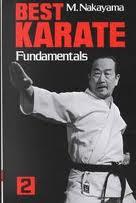 BEST M. Nakayama
KARATE
Fundamentals
2